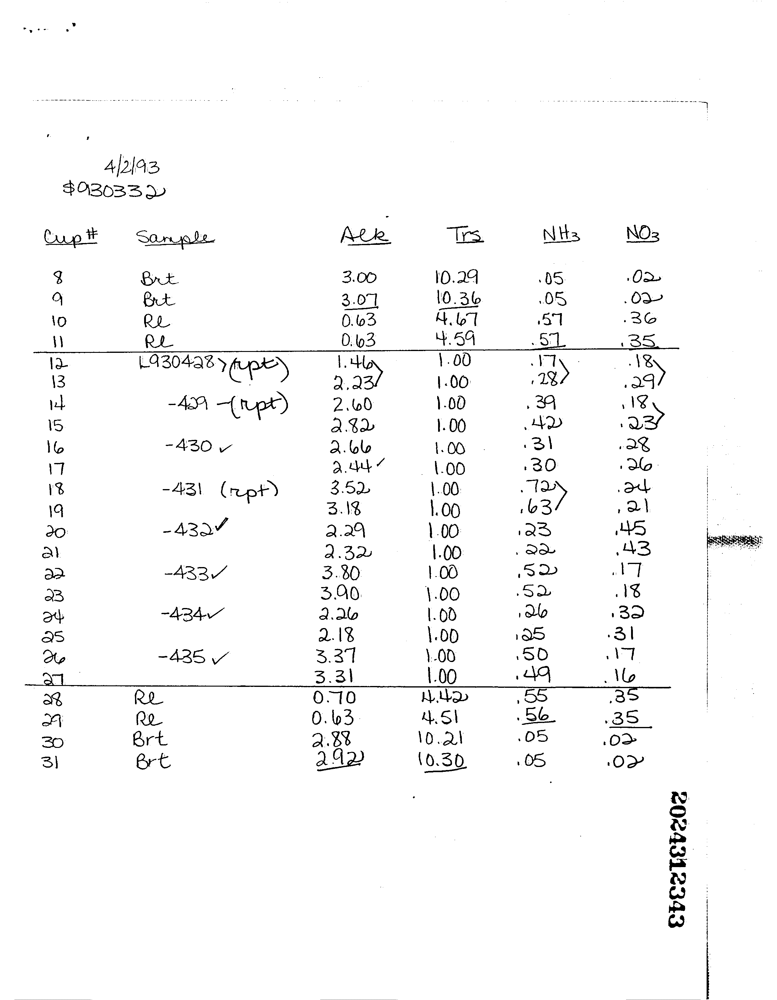 4/2/93
$930332
Cup # Sample Alk Trs NH3 NO3
8 Brt 3.00 10.29 .05 .02
9 Brt 3.07 10.36 .05 .02
10 Re 0.63 4.67 .57 .36
11 Re 0.63 4.59 .57 .35
12 L930428 > (rpt) 1.46 1.00 .17 .18
13 2.23 1.00 .28 .29
14 -429 - (rpt) 2.60 1.00 .39 .18
15 2.82 1.00 .42 .23
16 -430 ✓ 2.66 1.00 .31 .28
17 2.44 ✓ 1.00 .30 .26
18 -431 (rpt) 3.52 1.00 .72 .24
19 3.18 1.00 .63 .21
20 -432 ✓ 2.29 1.00 .23 .45
21 2.32 1.00 .22 .43
22 -433 ✓ 3.80 1.00 .52 .17
23 3.90 1.00 .52 .18
24 -434 ✓ 2.26 1.00 .26 .32
25 2.18 1.00 .25 .31
26 -435 ✓ 3.37 1.00 .50 .17
27 3.31 1.00 .49 .16
28 Re 0.70 4.42 .55 .35
29 Re 0.63 4.51 .56 .35
30 Brt 2.88 10.21 .05 .02
31 Brt 2.92 10.30 .05 .02
2024312343